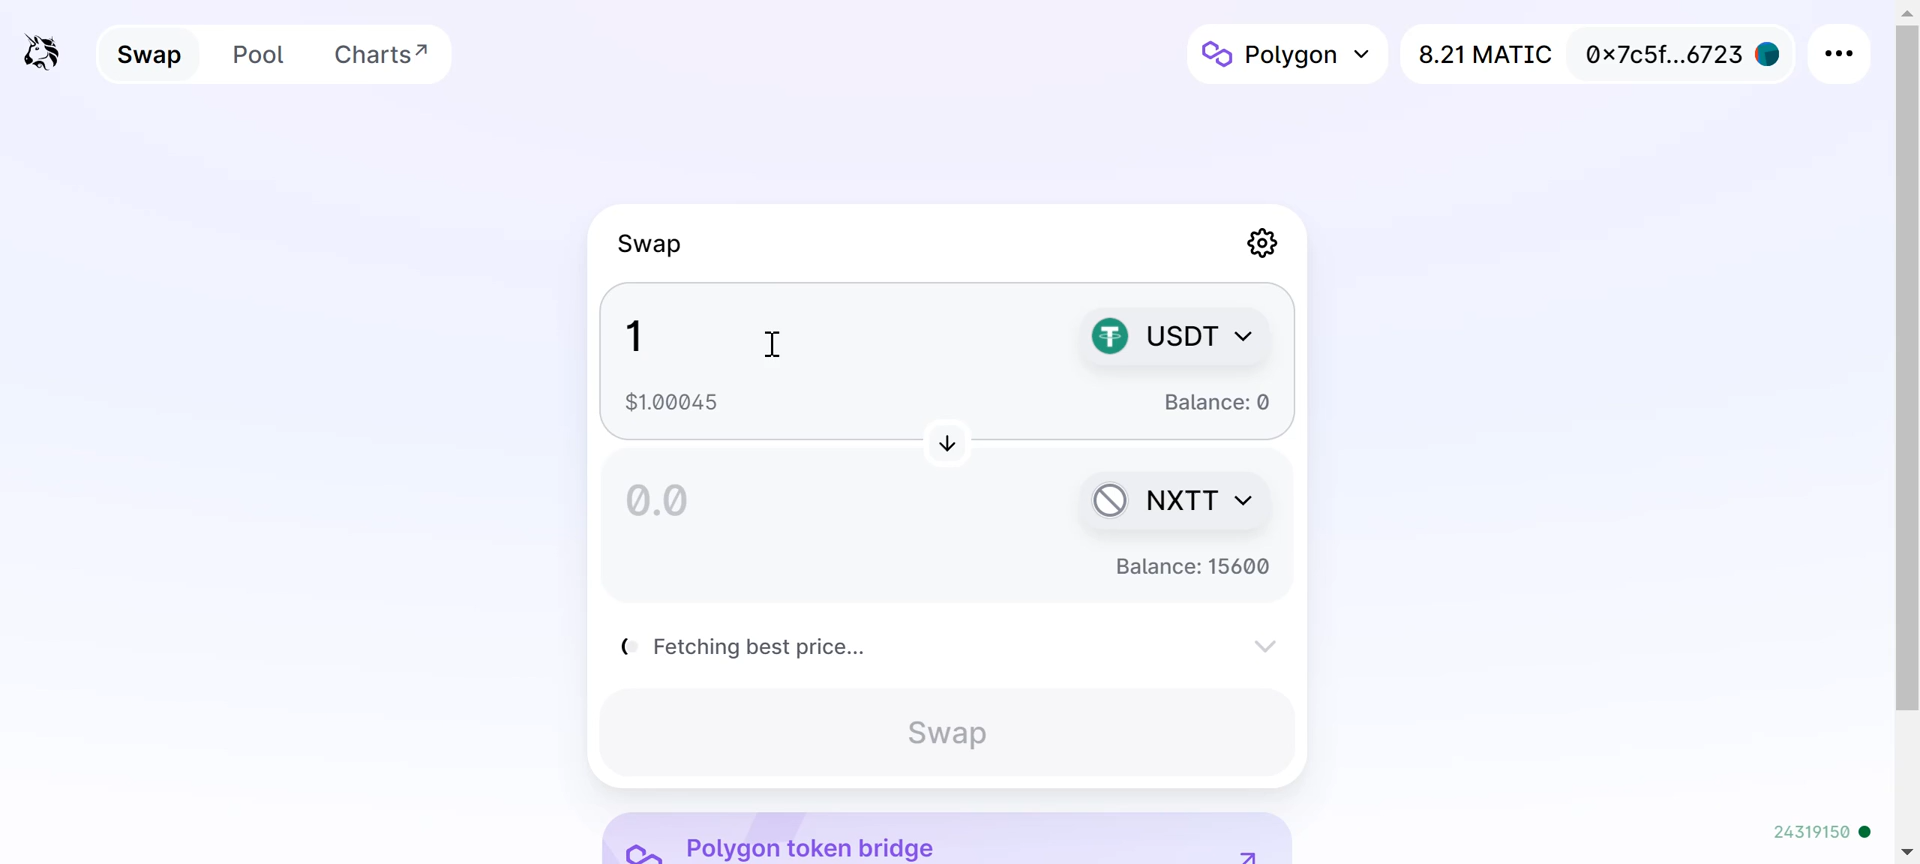 Swap
Pool
Charts↗
Polygon
8.21 MATIC
0x7c5f...6723
Swap
1
USDT
$1.00045
Balance: 0
0.0
NXTT
Balance: 15600
Fetching best price...
Swap
Polygon token bridge
24319150